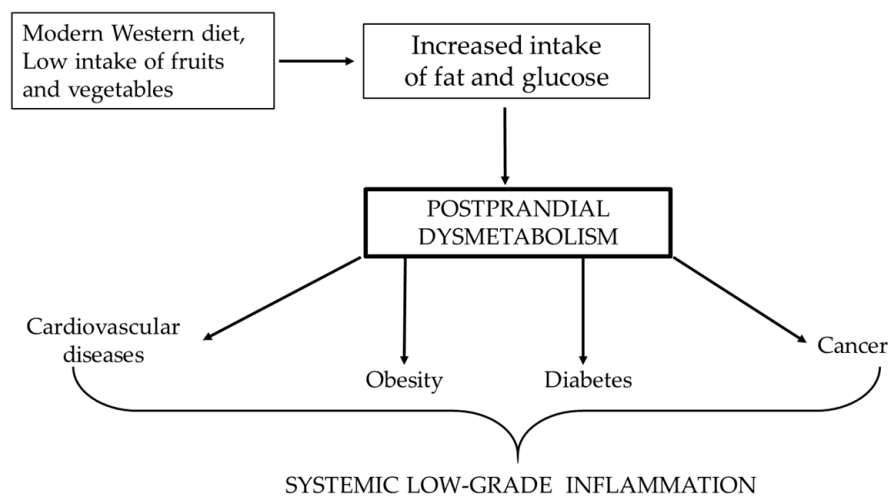 Modern Western diet,
Low intake of fruits
and vegetables
Increased intake
of fat and glucose
POSTPRANDIAL
DYSMETABOLISM
Cardiovascular
diseases
Obesity
Diabetes
Cancer
SYSTEMIC LOW-GRADE INFLAMMATION